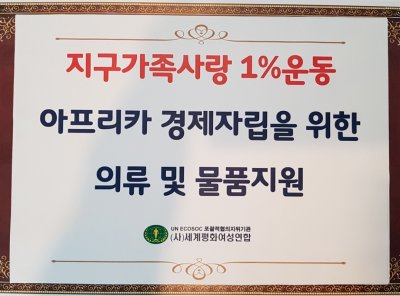 지구가족사랑 1%운동
아프리카 경제자립을 위한
의류 및 물품지원
UN ECOSOC 포괄적협의지위기관
(사)세계평화여성연합